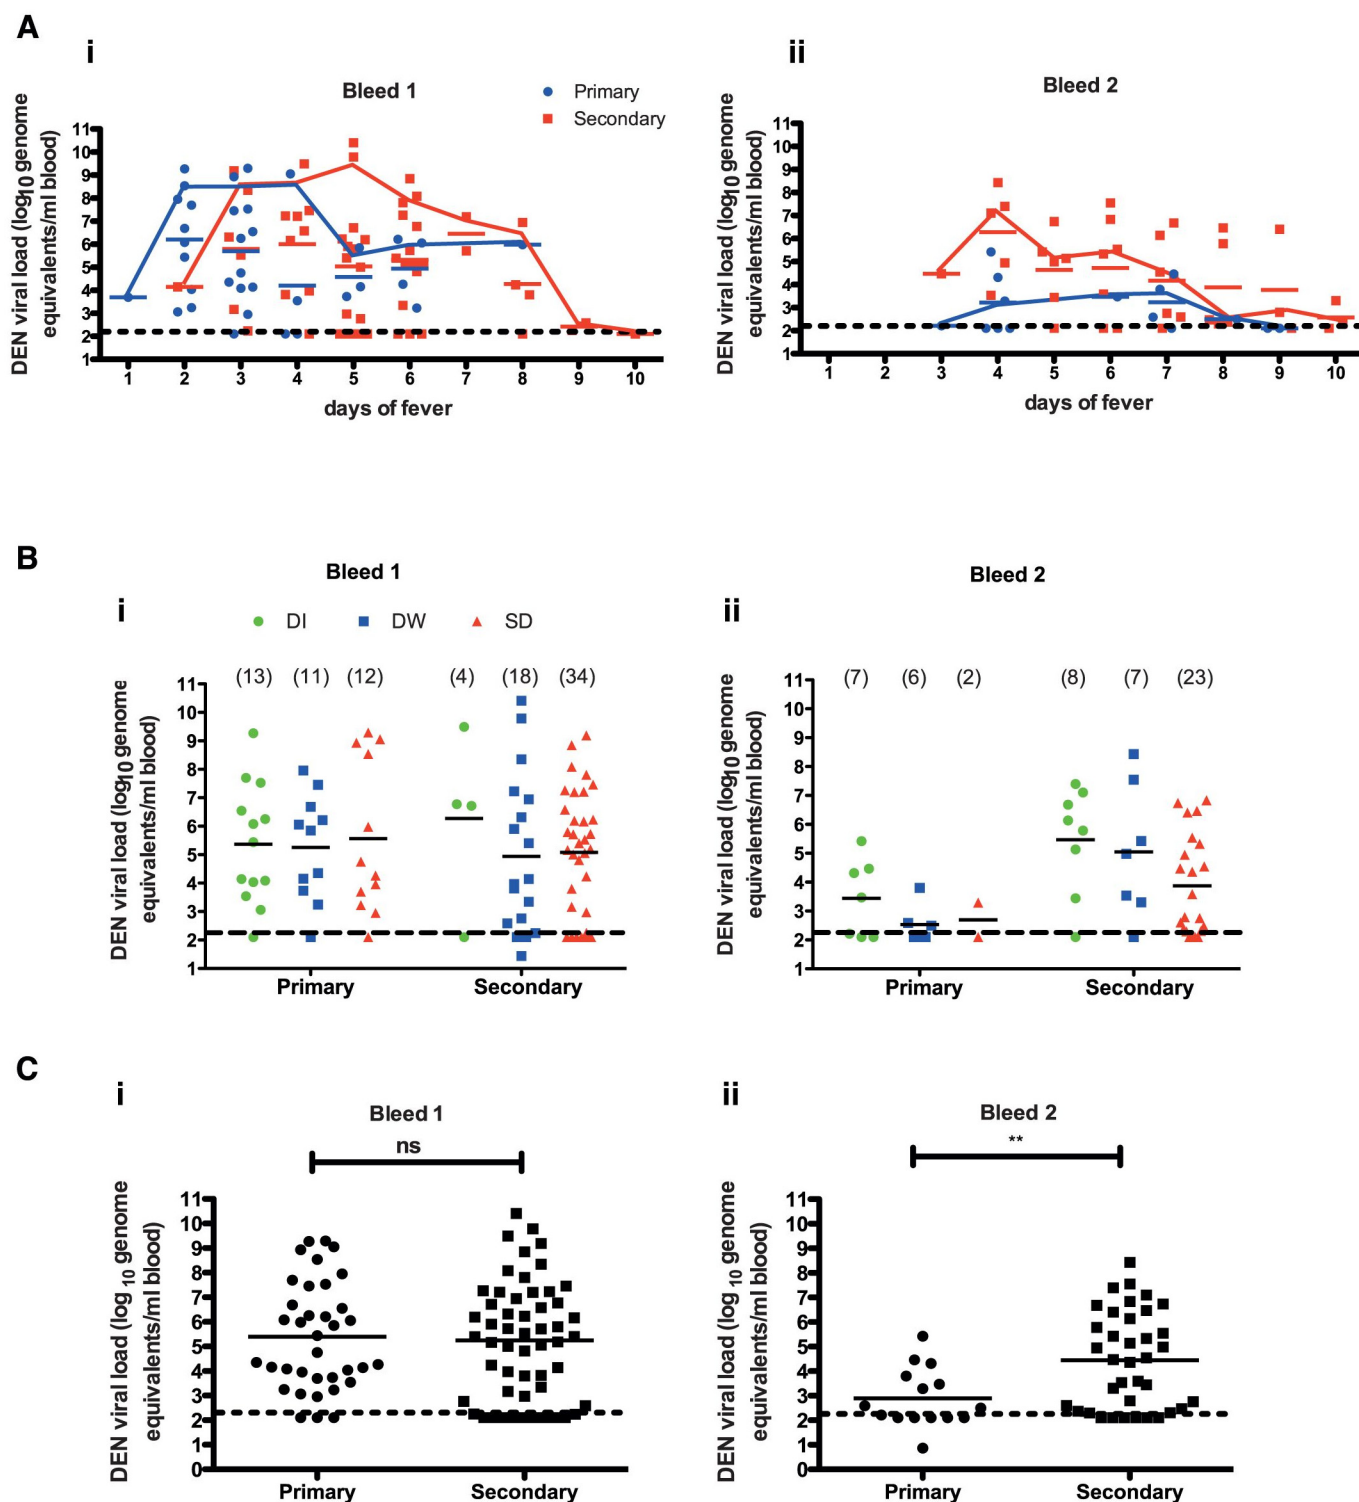 A
i
Bleed 1
Primary
Secondary
DEN viral load (log10 genome
equivalents/ml blood)
11
10
9
8
7
6
5
4
3
2
1
1 2 3 4 5 6 7 8 9 10
days of fever
ii
Bleed 2
DEN viral load (log10 genome
equivalents/ml blood)
11
10
9
8
7
6
5
4
3
2
1
1 2 3 4 5 6 7 8 9 10
days of fever
B
i
Bleed 1
DI DW SD
(13) (11) (12) (4) (18) (34)
DEN viral load (log10 genome
equivalents/ml blood)
11
10
9
8
7
6
5
4
3
2
1
Primary Secondary
ii
Bleed 2
(7) (6) (2) (8) (7) (23)
DEN viral load (log10 genome
equivalents/ml blood)
11
10
9
8
7
6
5
4
3
2
1
Primary Secondary
C
i
Bleed 1
ns
DEN viral load (log 10 genome
equivalents/ml blood)
11
10
9
8
7
6
5
4
3
2
1
0
Primary Secondary
ii
Bleed 2
**
DEN viral load (log 10 genome
equivalents/ml blood)
11
10
9
8
7
6
5
4
3
2
1
0
Primary Secondary